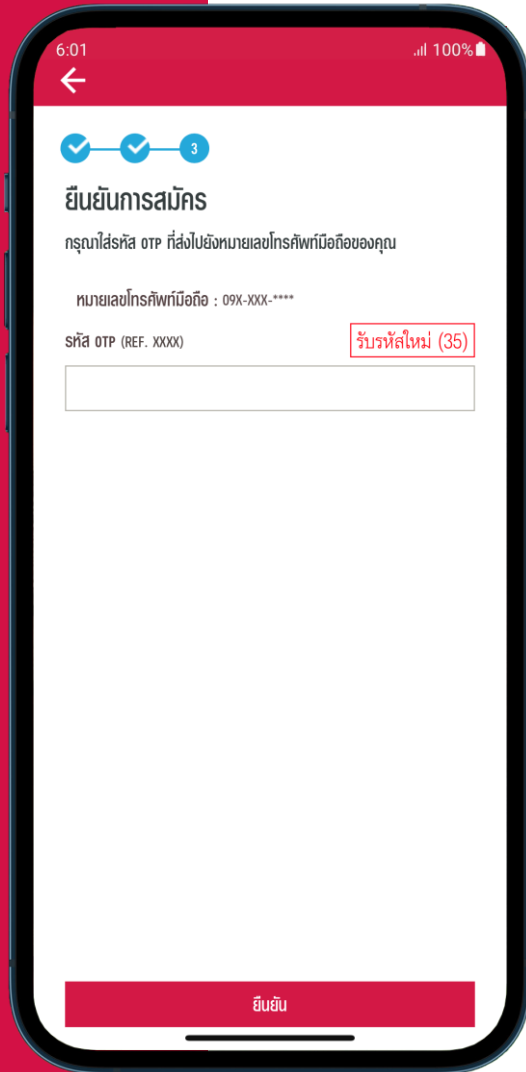 6:01
100%
3
ยืนยันการสมัคร
กรุณาใส่รหัส OTP ที่ส่งไปยังหมายเลขโทรศัพท์มือถือของคุณ
หมายเลขโทรศัพท์มือถือ : 09X-XXX-****
รหัส OTP (REF. XXXX)
รับรหัสใหม่ (35)
ยืนยัน